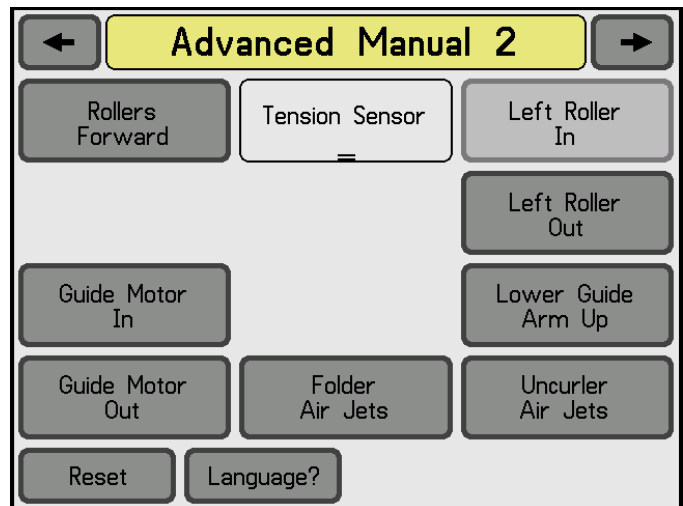 Advanced Manual 2
Rollers
Forward
Tension Sensor
=
Left Roller
In
Left Roller
Out
Guide Motor
In
Lower Guide
Arm Up
Guide Motor
Out
Folder
Air Jets
Uncurler
Air Jets
Reset
Language?